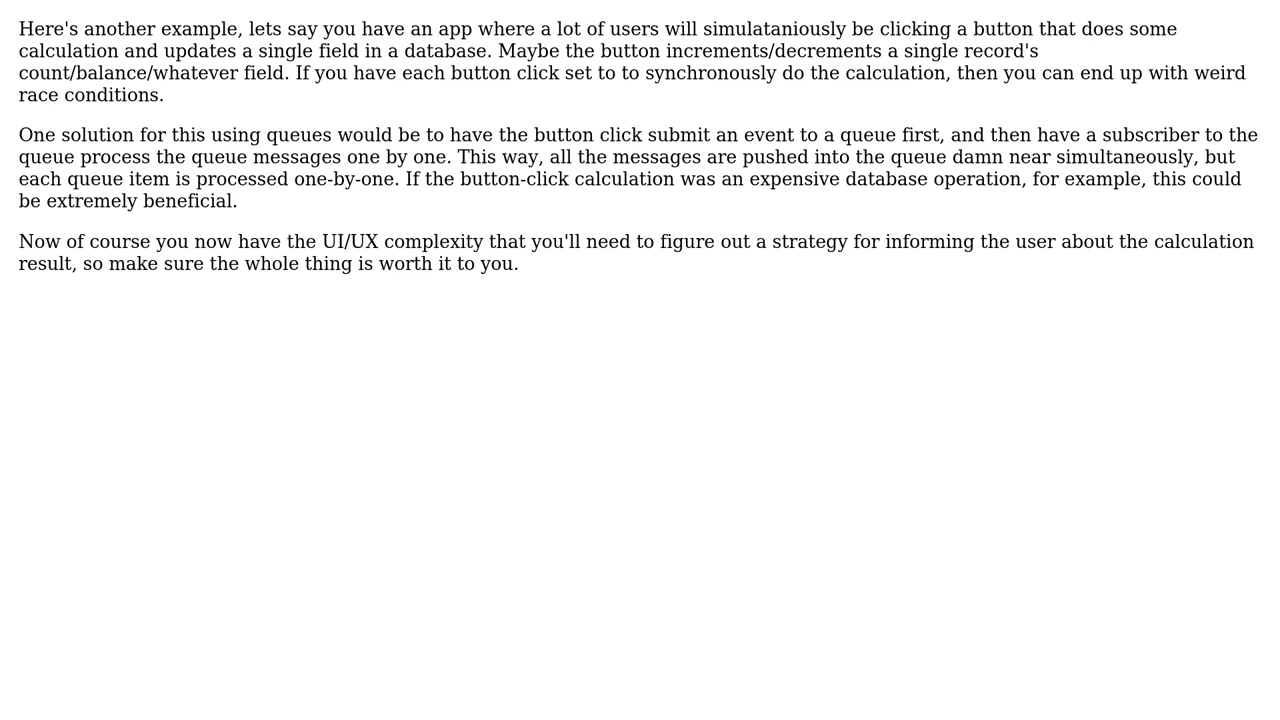 Here's another example, lets say you have an app where a lot of users will simulataniously be clicking a button that does some
calculation and updates a single field in a database. Maybe the button increments/decrements a single record's
count/balance/whatever field. If you have each button click set to to synchronously do the calculation, then you can end up with weird
race conditions.
One solution for this using queues would be to have the button click submit an event to a queue first, and then have a subscriber to the
queue process the queue messages one by one. This way, all the messages are pushed into the queue damn near simultaneously, but
each queue item is processed one-by-one. If the button-click calculation was an expensive database operation, for example, this could
be extremely beneficial.
Now of course you now have the UI/UX complexity that you'll need to figure out a strategy for informing the user about the calculation
result, so make sure the whole thing is worth it to you.